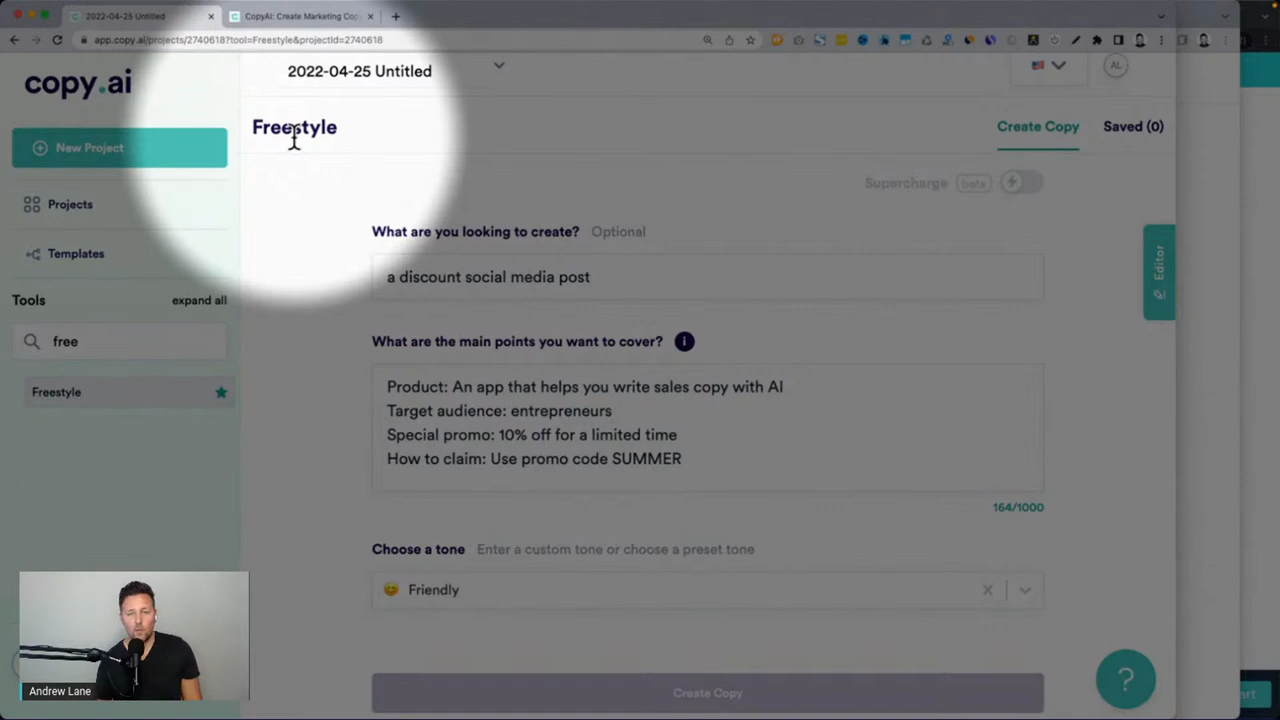 2022-04-25 Untitled
CopyAI: Create Marketing Cop
app.copy.ai/projects/2740618?tool=Freestyle&projectId=2740618
copy.ai
2022-04-25 Untitled
AL
New Project
Freestyle
Create Copy
Saved (0)
Projects
Supercharge beta
Templates
What are you looking to create? Optional
a discount social media post
Editor
Tools
expand all
free
Freestyle
What are the main points you want to cover?
Product: An app that helps you write sales copy with AI
Target audience: entrepreneurs
Special promo: 10% off for a limited time
How to claim: Use promo code SUMMER
164/1000
Choose a tone Enter a custom tone or choose a preset tone
Friendly
Create Copy
?
Andrew Lane